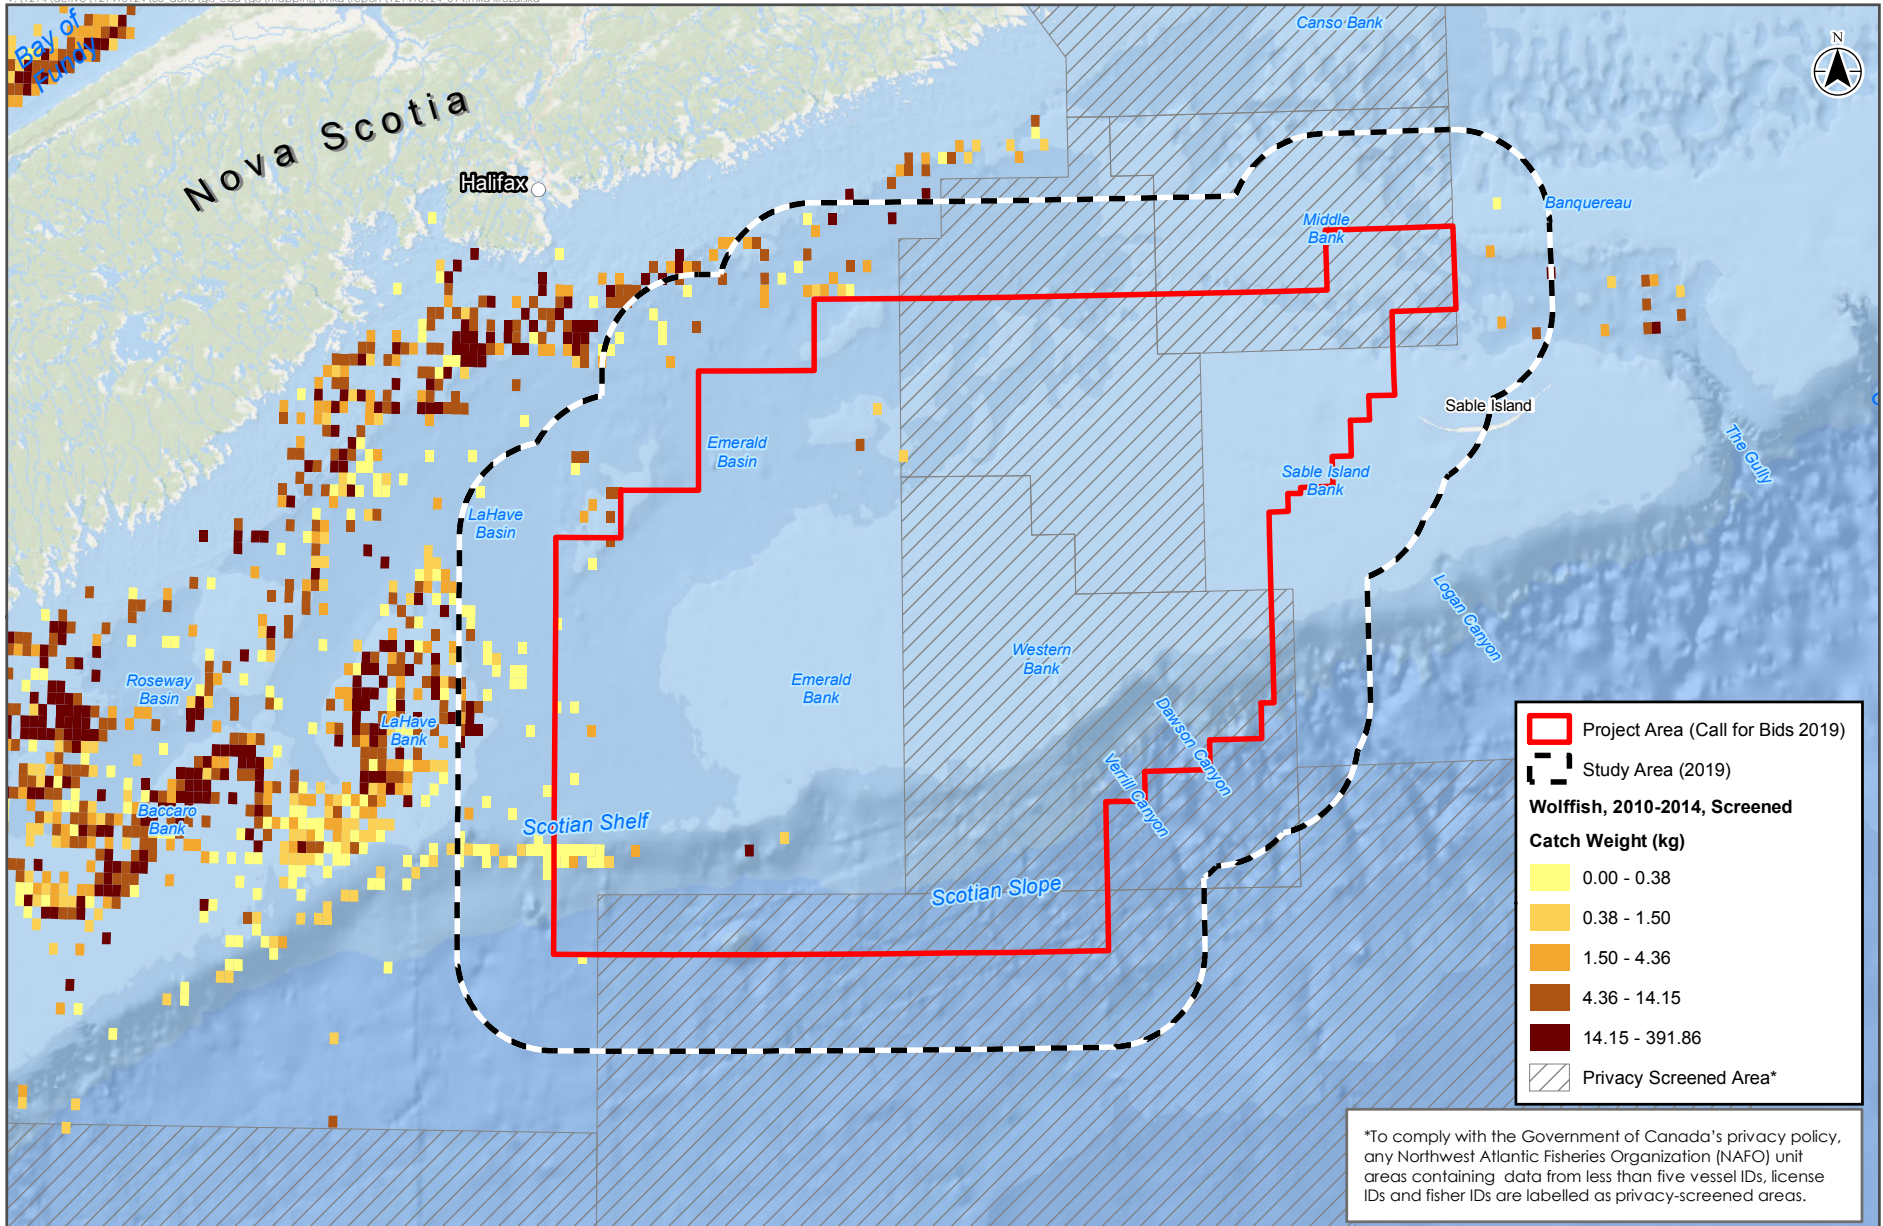 Canso Bank
N
Bay of
Fundy
Nova Scotia
Halifax
Middle
Bank
Banquereau
Sable Island
Emerald
Basin
Sable Island
Bank
The Gully
LaHave
Basin
Logan Canyon
Western
Bank
Emerald
Bank
Roseway
Basin
LaHave
Bank
Dawson Canyon
Verrill Canyon
Baccaro
Bank
Scotian Shelf
Scotian Slope
Project Area (Call for Bids 2019)
Study Area (2019)
Wolffish, 2010-2014, Screened
Catch Weight (kg)
0.00 - 0.38
0.38 - 1.50
1.50 - 4.36
4.36 - 14.15
14.15 - 391.86
Privacy Screened Area*
*To comply with the Government of Canada's privacy policy,
any Northwest Atlantic Fisheries Organization (NAFO) unit
areas containing data from less than five vessel IDs, license
IDs and fisher IDs are labelled as privacy-screened areas.